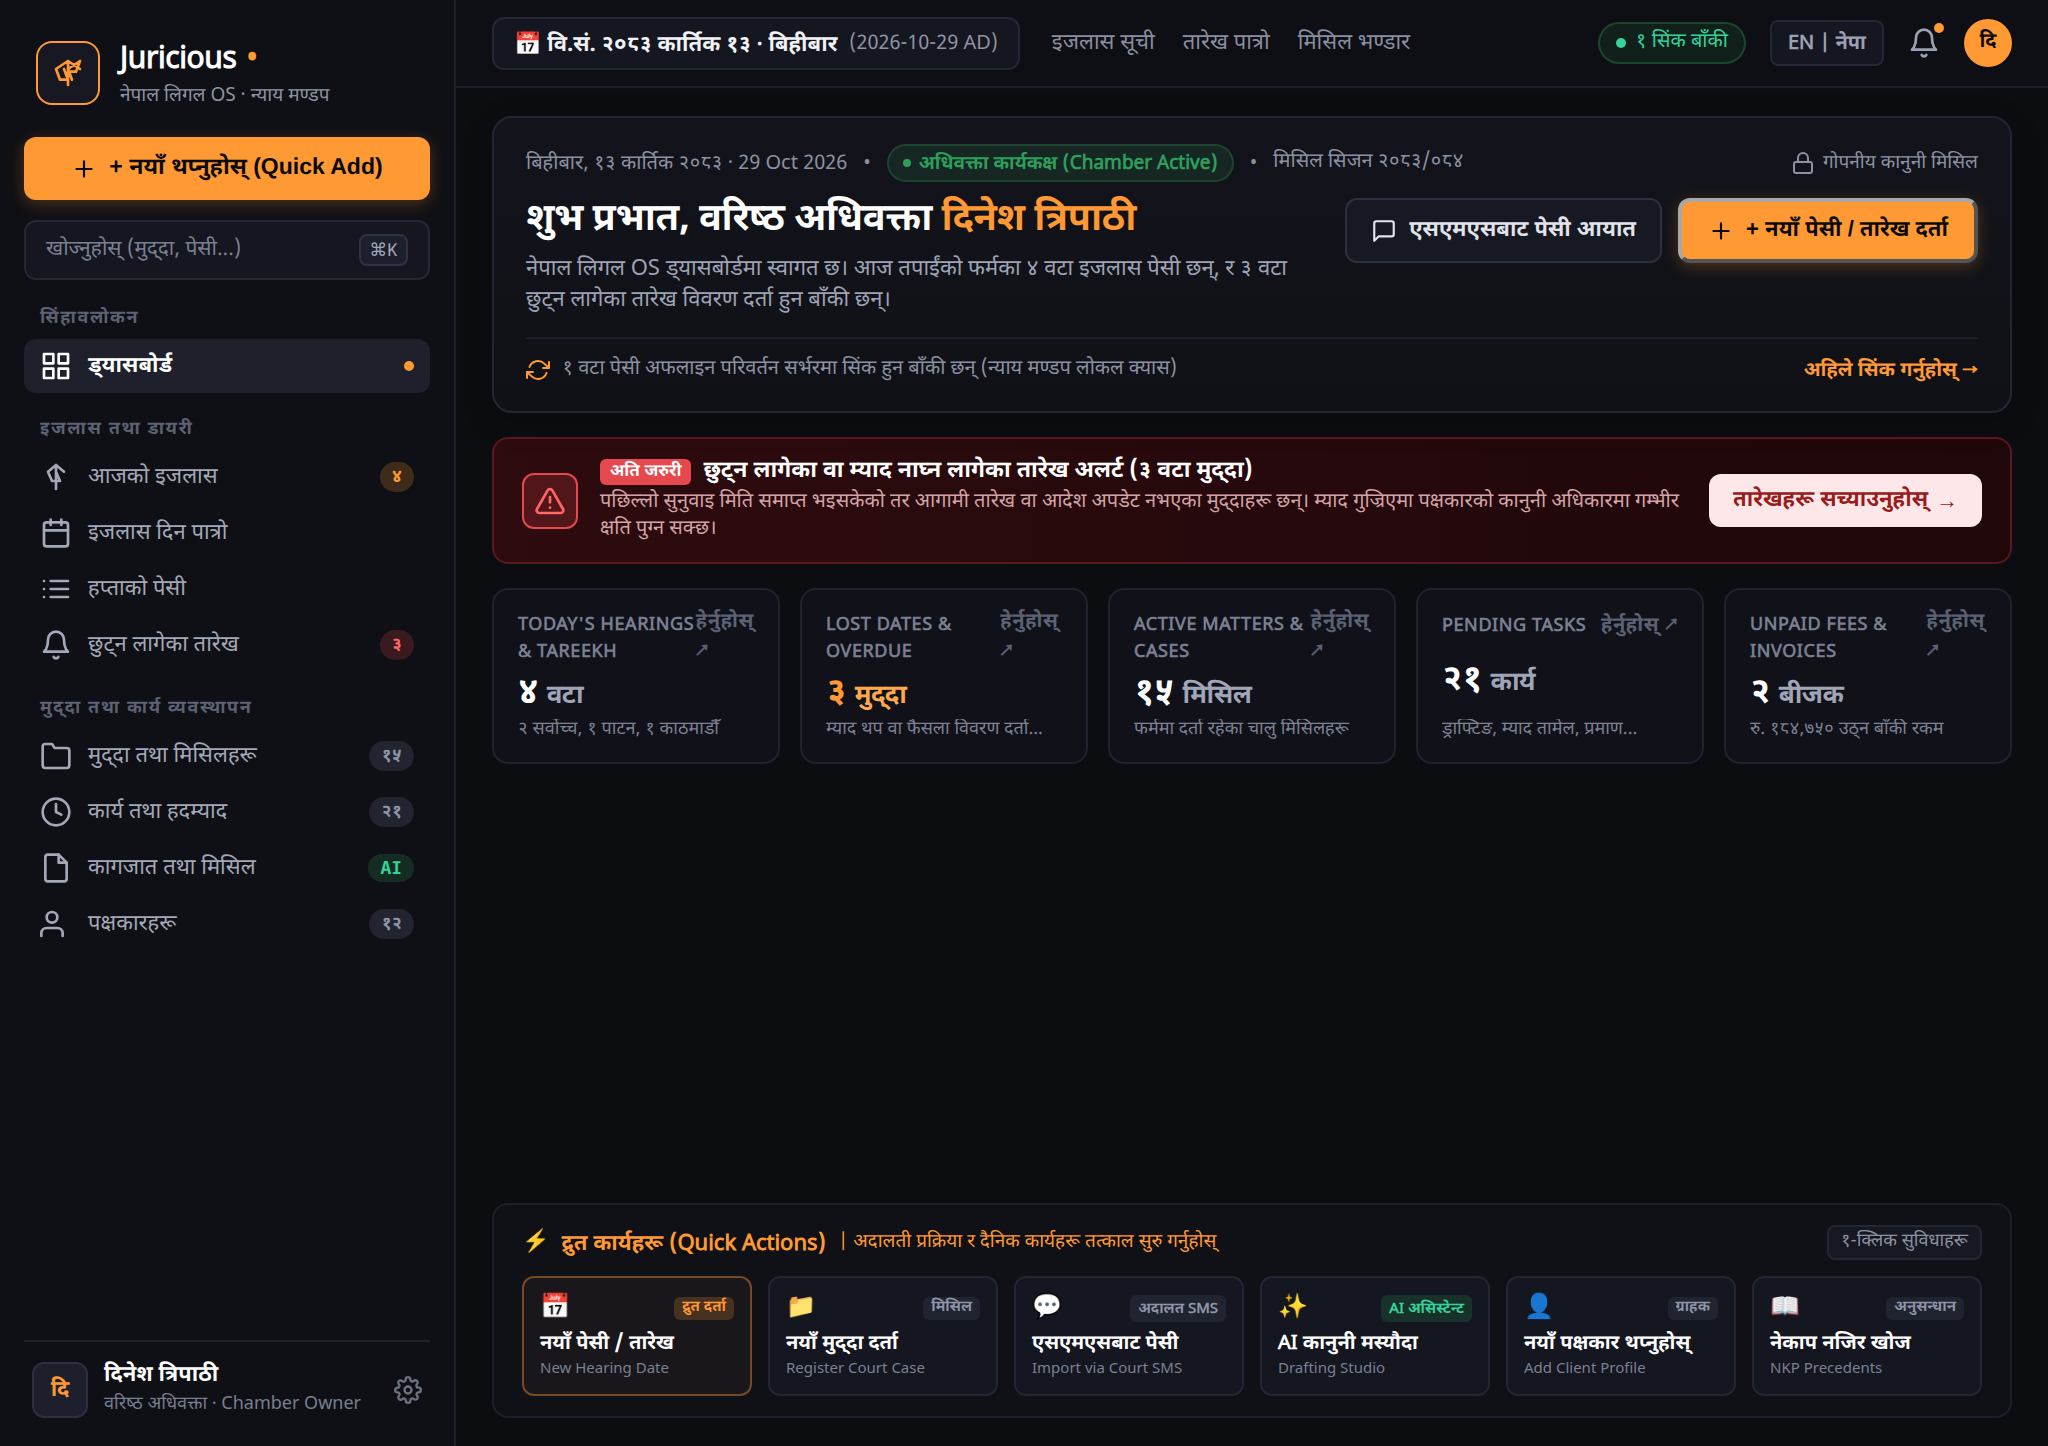 Juricious •
नेपाल लिगल OS · न्याय मण्डप
+ नयाँ थप्नुहोस् (Quick Add)
खोज्नुहोस् (मुद्दा, पेसी...) ⌘K
सिंहावलोकन
ड्यासबोर्ड
इजलास तथा डायरी
आजको इजलास ४
इजलास दिन पात्रो
हप्ताको पेसी
छुट्न लागेका तारेख ३
मुद्दा तथा कार्य व्यवस्थापन
मुद्दा तथा मिसिलहरू १५
कार्य तथा हदम्याद २१
कागजात तथा मिसिल AI
पक्षकारहरू १२
दि
दिनेश त्रिपाठी
वरिष्ठ अधिवक्ता · Chamber Owner
📅 वि.सं. २०८३ कार्तिक १३ · बिहीबार (2026-10-29 AD)
इजलास सूची तारेख पात्रो मिसिल भण्डार
१ सिंक बाँकी
EN | नेपा
दि
बिहीबार, १३ कार्तिक २०८३ · 29 Oct 2026 • अधिवक्ता कार्यकक्ष (Chamber Active) • मिसिल सिजन २०८३/०८४
गोपनीय कानुनी मिसिल
शुभ प्रभात, वरिष्ठ अधिवक्ता दिनेश त्रिपाठी
एसएमएसबाट पेसी आयात
+ नयाँ पेसी / तारेख दर्ता
नेपाल लिगल OS ड्यासबोर्डमा स्वागत छ। आज तपाईंको फर्मका ४ वटा इजलास पेसी छन्, र ३ वटा
छुट्न लागेका तारेख विवरण दर्ता हुन बाँकी छन्।
१ वटा पेसी अफलाइन परिवर्तन सर्भरमा सिंक हुन बाँकी छन् (न्याय मण्डप लोकल क्यास)
अहिले सिंक गर्नुहोस् →
अति जरुरी छुट्न लागेका वा म्याद नाघ्न लागेका तारेख अलर्ट (३ वटा मुद्दा)
पछिल्लो सुनुवाइ मिति समाप्त भइसकेको तर आगामी तारेख वा आदेश अपडेट नभएका मुद्दाहरू छन्। म्याद गुज्रिएमा पक्षकारको कानुनी अधिकारमा गम्भीर
क्षति पुग्न सक्छ।
तारेखहरू सच्याउनुहोस् →
TODAY'S HEARINGS हेर्नुहोस्
& TAREEKH ↗
४ वटा
२ सर्वोच्च, १ पाटन, १ काठमाडौँ
LOST DATES & हेर्नुहोस्
OVERDUE ↗
३ मुद्दा
म्याद थप वा फैसला विवरण दर्ता...
ACTIVE MATTERS & हेर्नुहोस्
CASES ↗
१५ मिसिल
फर्ममा दर्ता रहेका चालु मिसिलहरू
PENDING TASKS हेर्नुहोस् ↗
२१ कार्य
ड्राफ्टिङ, म्याद तामेल, प्रमाण...
UNPAID FEES & हेर्नुहोस्
INVOICES ↗
२ बीजक
रु. १८४,७५० उठ्न बाँकी रकम
⚡ द्रुत कार्यहरू (Quick Actions) | अदालती प्रक्रिया र दैनिक कार्यहरू तत्काल सुरु गर्नुहोस्
१-क्लिक सुविधाहरू
द्रुत दर्ता
नयाँ पेसी / तारेख
New Hearing Date
मिसिल
नयाँ मुद्दा दर्ता
Register Court Case
अदालत SMS
एसएमएसबाट पेसी
Import via Court SMS
AI असिस्टेन्ट
AI कानुनी मस्यौदा
Drafting Studio
ग्राहक
नयाँ पक्षकार थप्नुहोस्
Add Client Profile
अनुसन्धान
नेकाप नजिर खोज
NKP Precedents